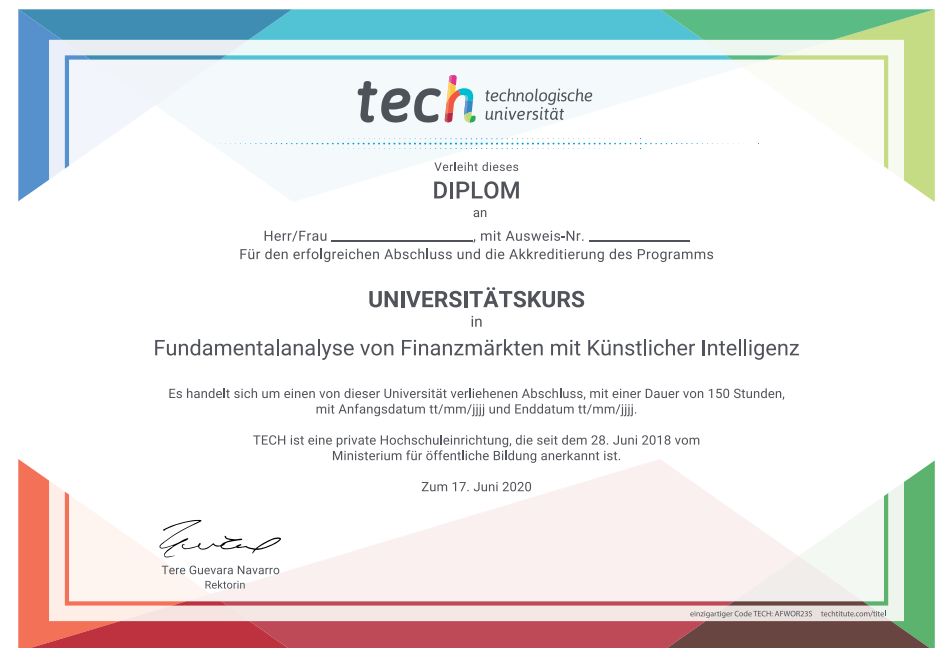 tech technologische
universität
Verleiht dieses
DIPLOM
an
Herr/Frau ____________, mit Ausweis-Nr. ____________
Für den erfolgreichen Abschluss und die Akkreditierung des Programms
UNIVERSITÄTSKURS
in
Fundamentalanalyse von Finanzmärkten mit Künstlicher Intelligenz
Es handelt sich um einen von dieser Universität verliehenen Abschluss, mit einer Dauer von 150 Stunden,
mit Anfangsdatum tt/mm/jjjj und Enddatum tt/mm/jjjj.
TECH ist eine private Hochschuleinrichtung, die seit dem 28. Juni 2018 vom
Ministerium für öffentliche Bildung anerkannt ist.
Zum 17. Juni 2020
Tere Guevara Navarro
Rektorin
einzigartiger Code TECH: AFWOR23S techtitute.com/titel